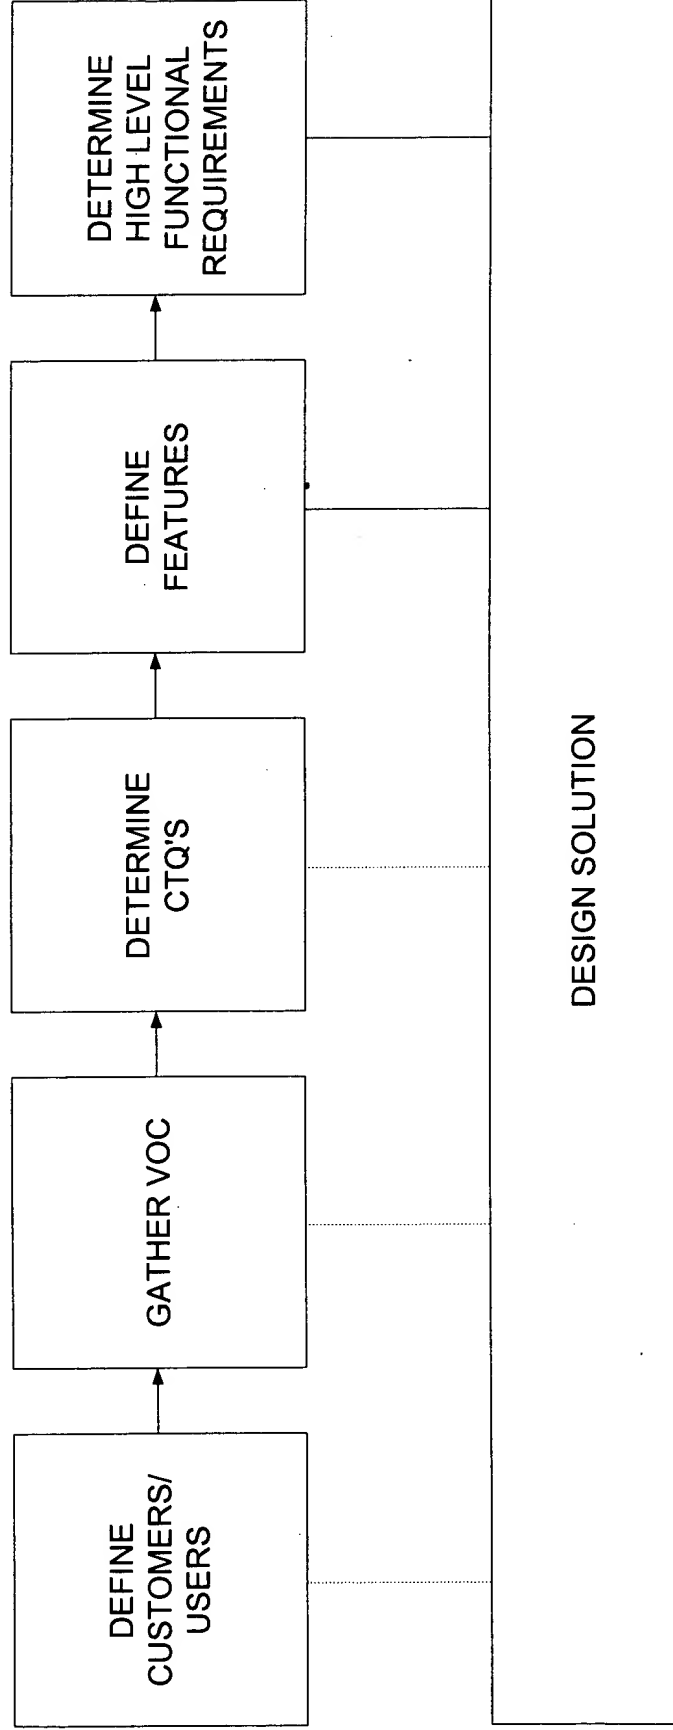 DEFINE
CUSTOMERS/
USERS
GATHER VOC
DETERMINE
CTQ'S
DEFINE
FEATURES
DETERMINE
HIGH LEVEL
FUNCTIONAL
REQUIREMENTS
DESIGN SOLUTION